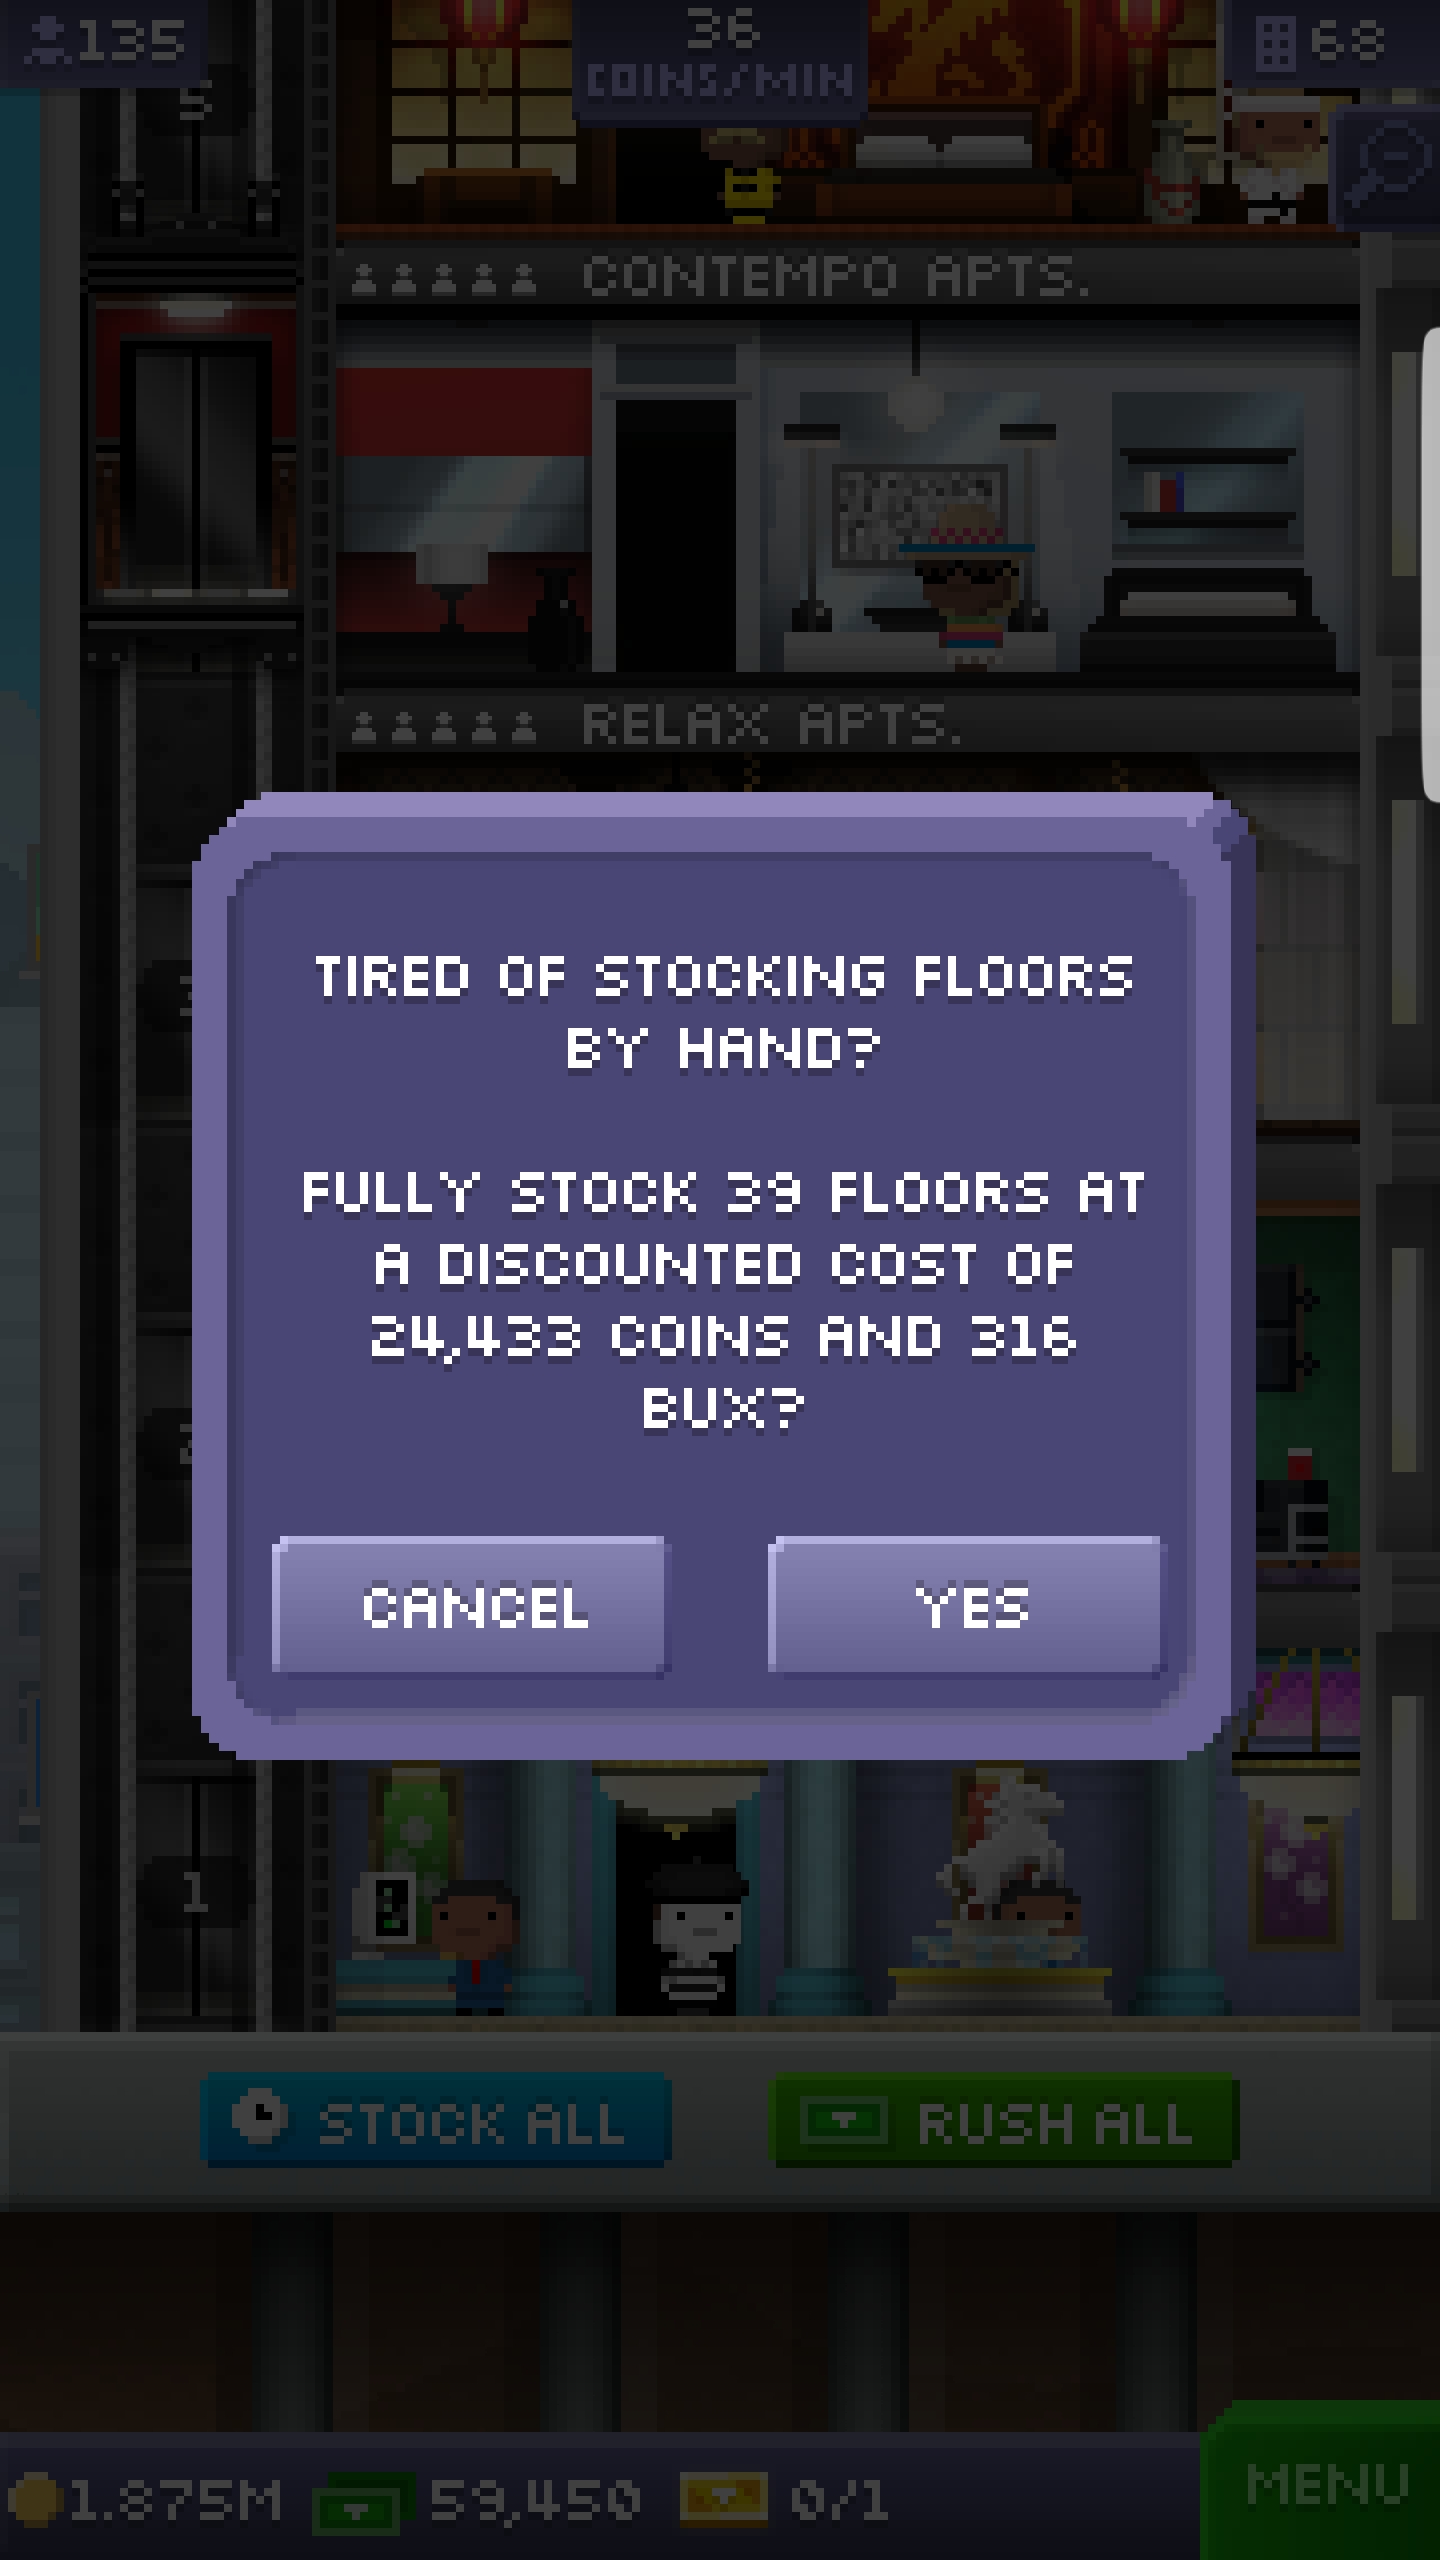 135
36
COINS/MIN
68
5
CONTEMPO APTS.
RELAX APTS.
TIRED OF STOCKING FLOORS
BY HAND?
FULLY STOCK 39 FLOORS AT
A DISCOUNTED COST OF
24,433 COINS AND 316
BUX?
CANCEL
YES
1
STOCK ALL
RUSH ALL
1.875M
59,450
0/1
MENU